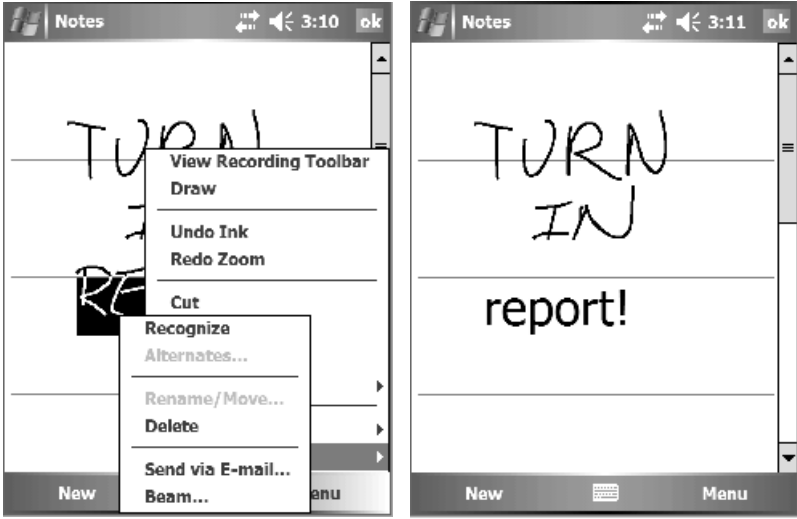 Notes 3:10 ok
TURN
View Recording Toolbar
Draw
Undo Ink
Redo Zoom
Cut
Recognize
Alternates...
Rename/Move...
Delete
Send via E-mail...
Beam...
New
Notes 3:11 ok
TURN
IN
report!
New Menu